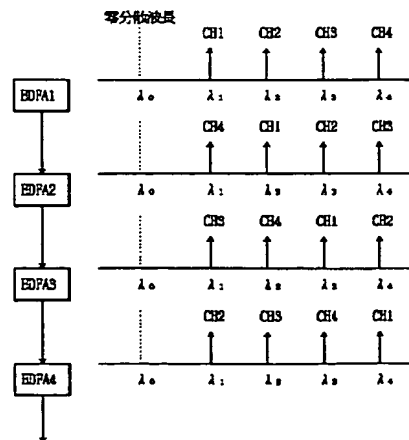 零分散波長
CH1 CH2 CH3 CH4
EDFA1
λ₀ λ₁ λ₂ λ₃ λ₄
CH4 CH1 CH2 CH3
EDFA2
λ₀ λ₁ λ₂ λ₃ λ₄
CH3 CH4 CH1 CH2
EDFA3
λ₀ λ₁ λ₂ λ₃ λ₄
CH2 CH3 CH4 CH1
EDFA4
λ₀ λ₁ λ₂ λ₃ λ₄